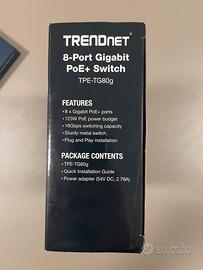 TRENDNET
8-Port Gigabit
PoE+ Switch
TPE-TG80g
FEATURES
• 8 x Gigabit PoE+ ports
• 123W PoE power budget
• 16Gbps switching capacity
• Sturdy metal switch
• Plug and Play installation
PACKAGE CONTENTS
• TPE-TG80g
• Quick Installation Guide
• Power adapter (54V DC, 2.78A)
subito